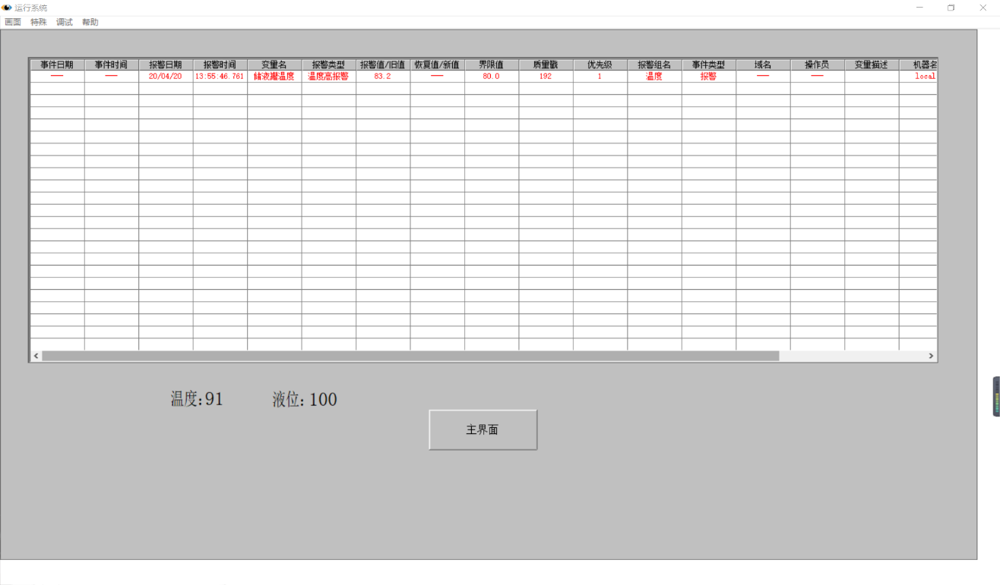 运行系统
画面 特殊 调试 帮助
事件日期 事件时间 报警日期 报警时间 变量名 报警类型 报警值/旧值 恢复值/新值 界限值 质量戳 优先级 报警组名 事件类型 域名 操作员 变量描述 机器名
—— —— 20/04/20 13:55:46.761 储液罐温度 温度高报警 83.2 —— 80.0 192 1 温度 报警 —— —— local
温度:91 液位:100
主界面